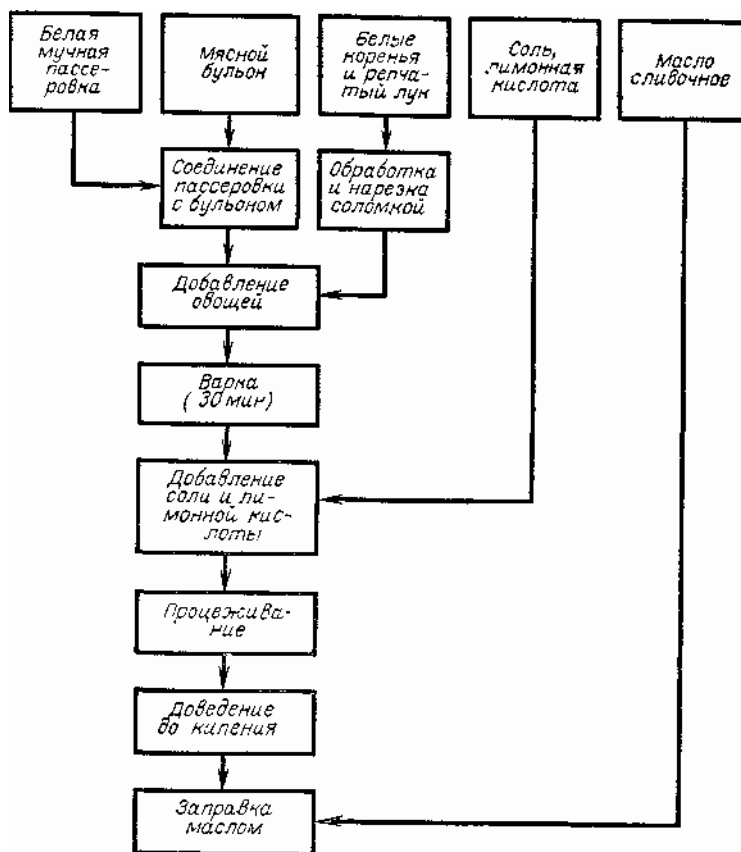 Белая
мучная
пассе-
ровка
Мясной
бульон
Белые
коренья
и репча-
тый лук
Соль,
лимонная
кислота
Масло
сливочное
Соединение
пассеровки
с бульоном
Обработка
и нарезка
соломкой
Добавление
овощей
Варка
(30 мин)
Добавление
соли и ли-
монной кис-
лоты
Процежива-
ние
Доведение
до кипения
Заправка
маслом